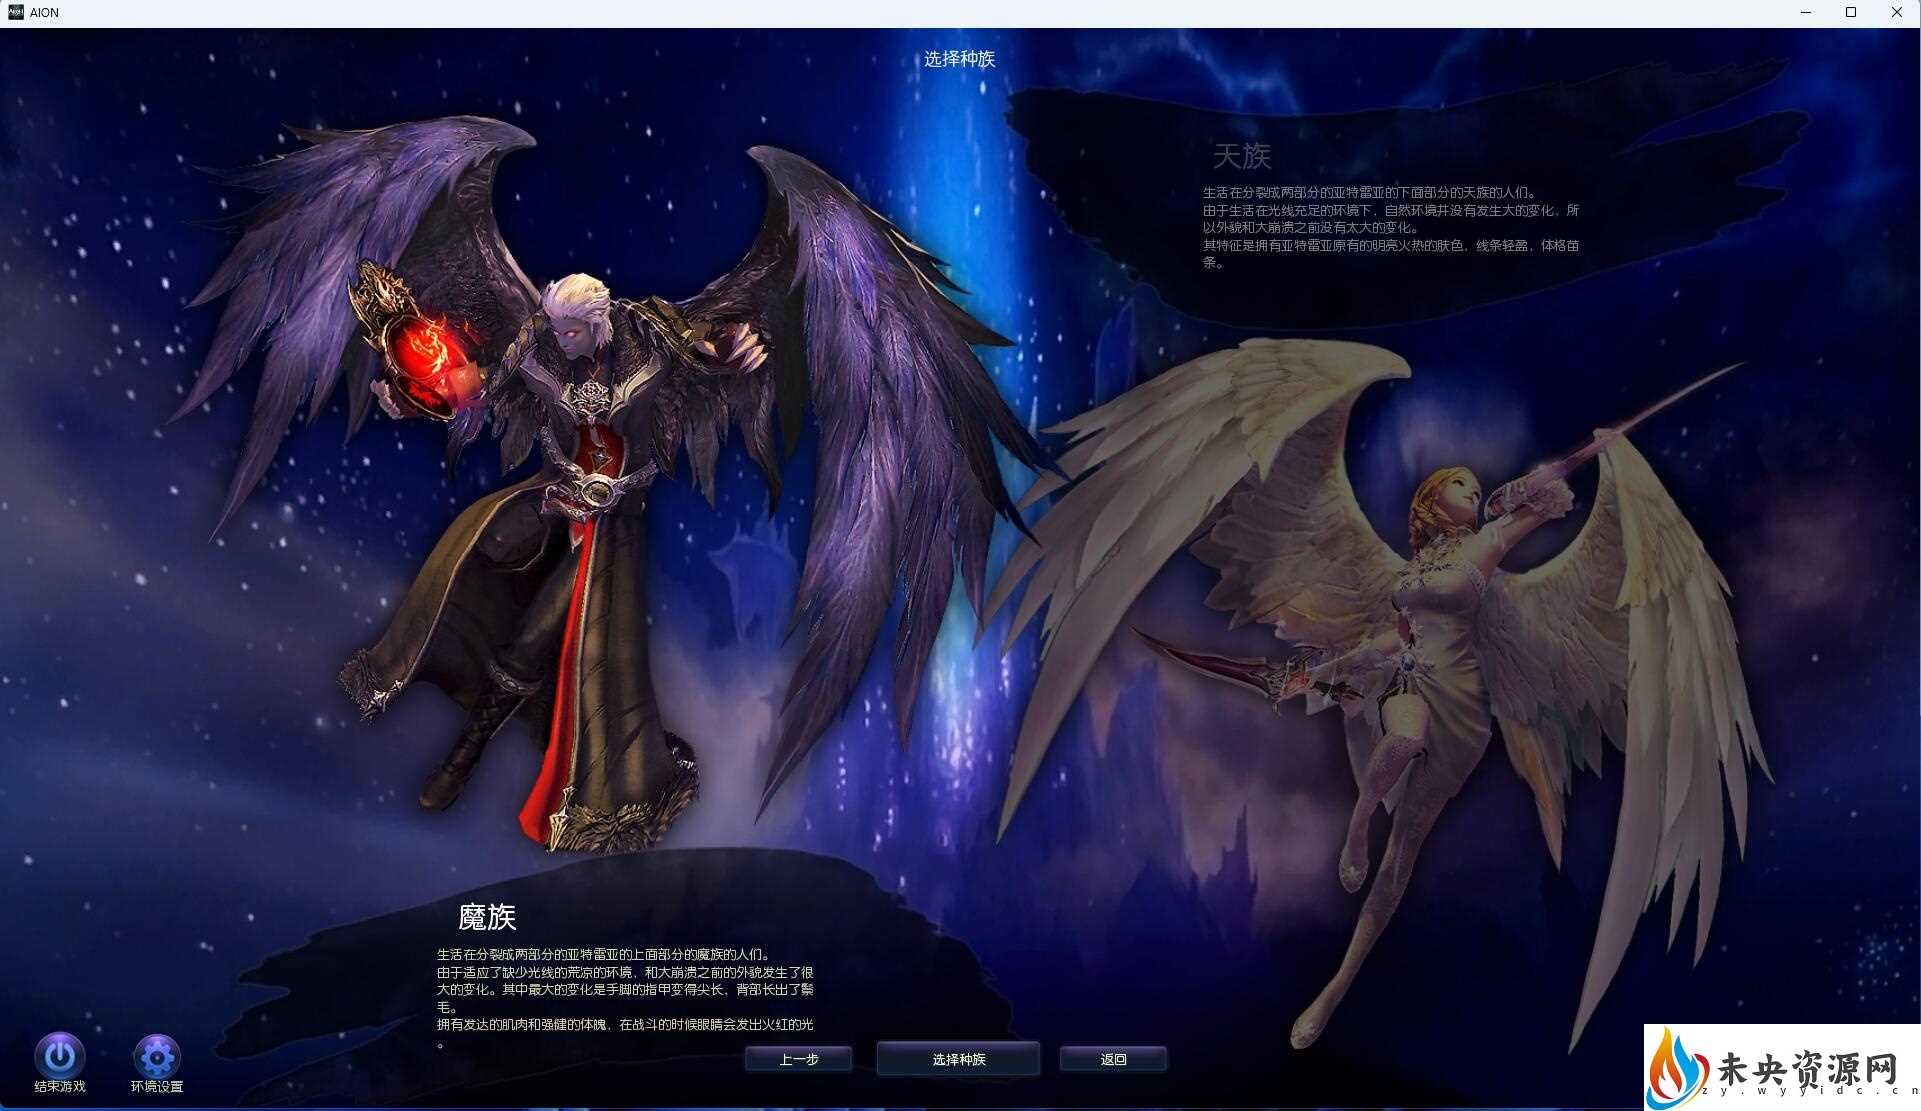 AION
选择种族
天族
生活在分裂成两部分的亚特雷亚的下面部分的天族的人们。
由于生活在光线充足的环境下，自然环境并没有发生大的变化，所
以外貌和大崩溃之前没有太大的变化。
其特征是拥有亚特雷亚原有的明亮火热的肤色，线条轻盈，体格苗
条。
魔族
生活在分裂成两部分的亚特雷亚的上面部分的魔族的人们。
由于适应了缺少光线的荒凉的环境，和大崩溃之前的外貌发生了很
大的变化。其中最大的变化是手脚的指甲变得尖长，背部长出了鬃
毛。
拥有发达的肌肉和强健的体魄，在战斗的时候眼睛会发出火红的光
。
上一步
选择种族
返回
结束游戏
环境设置
未央资源网
zy.wyyidc.cn